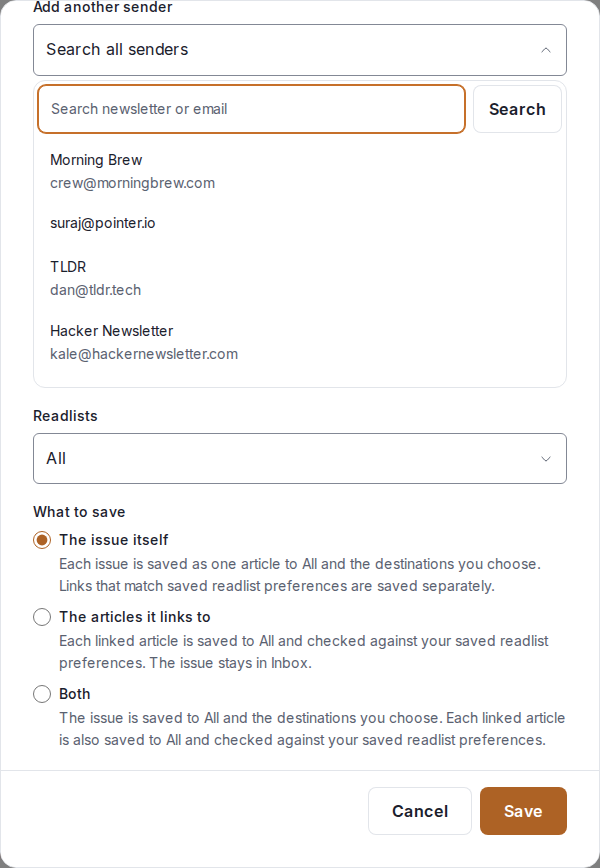 Add another sender
Search all senders
Search newsletter or email
Search
Morning Brew
crew@morningbrew.com
suraj@pointer.io
TLDR
dan@tldr.tech
Hacker Newsletter
kale@hackernewsletter.com
Readlists
All
What to save
The issue itself
Each issue is saved as one article to All and the destinations you choose.
Links that match saved readlist preferences are saved separately.
The articles it links to
Each linked article is saved to All and checked against your saved readlist
preferences. The issue stays in Inbox.
Both
The issue is saved to All and the destinations you choose. Each linked article
is also saved to All and checked against your saved readlist preferences.
Cancel
Save